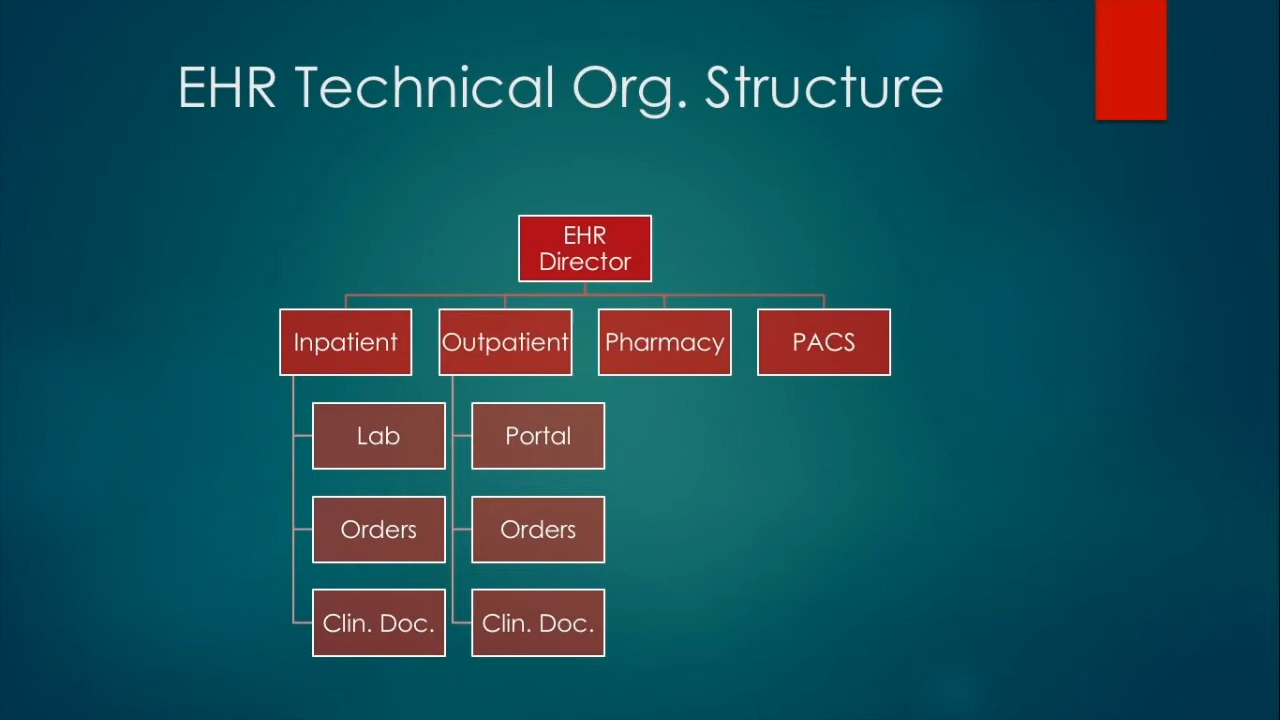 EHR Technical Org. Structure
EHR
Director
Inpatient
Outpatient
Pharmacy
PACS
Lab
Portal
Orders
Orders
Clin. Doc.
Clin. Doc.